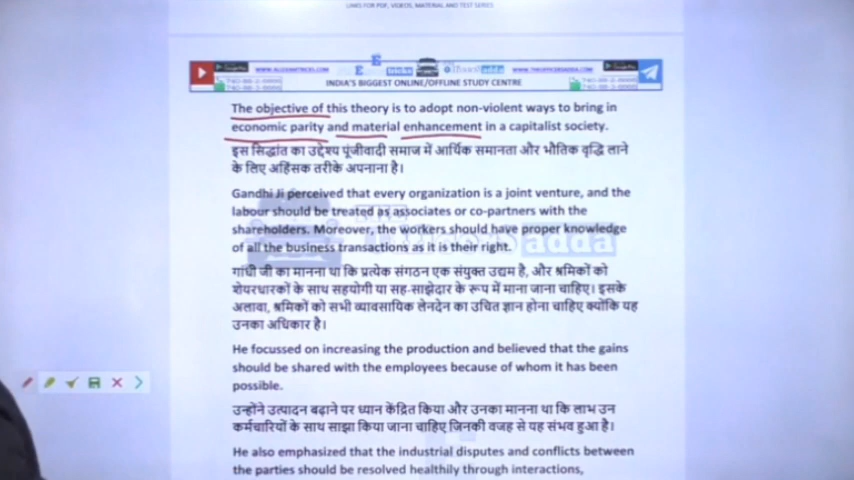 LINKS FOR PDF, VIDEOS, MATERIAL AND TEST SERIES
INDIA'S BIGGEST ONLINE/OFFLINE STUDY CENTRE
The objective of this theory is to adopt non-violent ways to bring in
economic parity and material enhancement in a capitalist society.
इस सिद्धांत का उद्देश्य पूंजीवादी समाज में आर्थिक समानता और भौतिक वृद्धि लाने
के लिए अहिंसक तरीके अपनाना है।
Gandhi Ji perceived that every organization is a joint venture, and the
labour should be treated as associates or co-partners with the
shareholders. Moreover, the workers should have proper knowledge
of all the business transactions as it is their right.
गांधी जी का मानना था कि प्रत्येक संगठन एक संयुक्त उद्यम है, और श्रमिकों को
शेयरधारकों के साथ सहयोगी या सह-साझेदार के रूप में माना जाना चाहिए। इसके
अलावा, श्रमिकों को सभी व्यावसायिक लेनदेन का उचित ज्ञान होना चाहिए क्योंकि यह
उनका अधिकार है।
He focussed on increasing the production and believed that the gains
should be shared with the employees because of whom it has been
possible.
उन्होंने उत्पादन बढ़ाने पर ध्यान केंद्रित किया और उनका मानना था कि लाभ उन
कर्मचारियों के साथ साझा किया जाना चाहिए जिनकी वजह से यह संभव हुआ है।
He also emphasized that the industrial disputes and conflicts between
the parties should be resolved healthily through interactions,